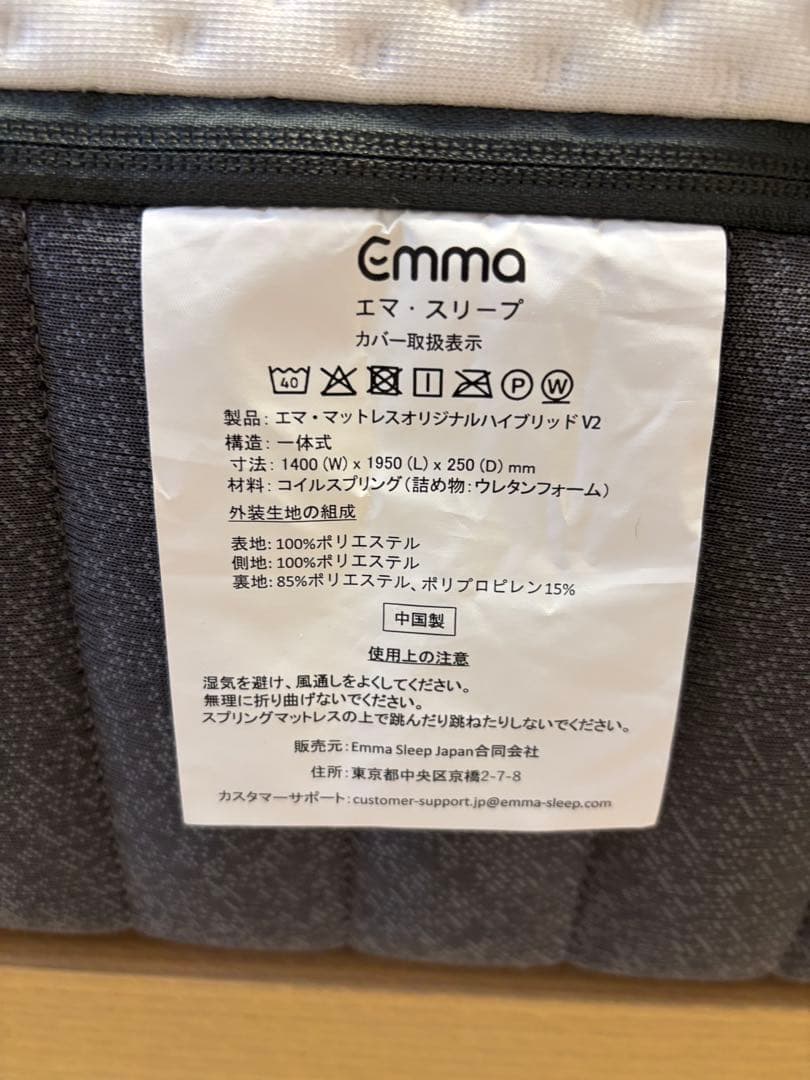 Emma
エマ・スリープ
カバー取扱表示
40 P W
製品: エマ・マットレスオリジナルハイブリッド V2
構造: 一体式
寸法: 1400 (W) x 1950 (L) x 250 (D) mm
材料: コイルスプリング(詰め物:ウレタンフォーム)
外装生地の組成
表地: 100%ポリエステル
側地: 100%ポリエステル
裏地: 85%ポリエステル、ポリプロピレン15%
中国製
使用上の注意
湿気を避け、風通しをよくしてください。
無理に折り曲げないでください。
スプリングマットレスの上で跳んだり跳ねたりしないでください。
販売元: Emma Sleep Japan合同会社
住所: 東京都中央区京橋2-7-8
カスタマーサポート: customer-support.jp@emma-sleep.com